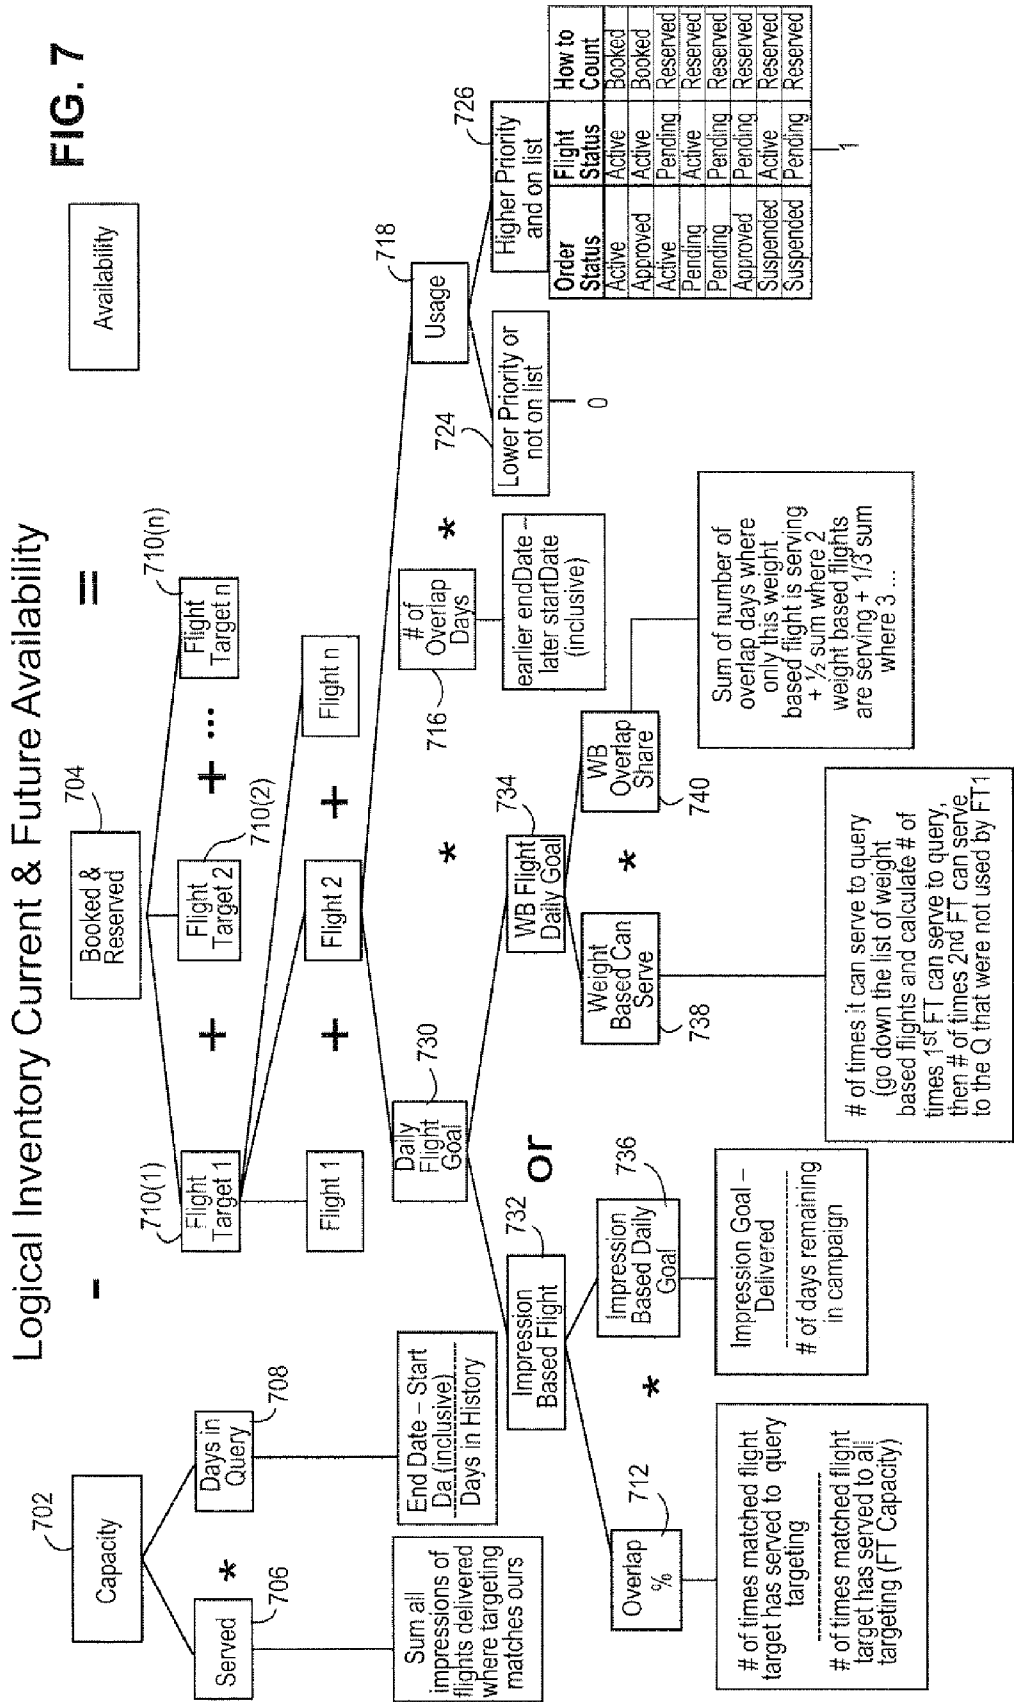 Logical Inventory Current & Future Availability
FIG. 7
702
Capacity
–
704
Booked &
Reserved
=
Availability
Served
706
*
Days in
Query
708
710(1)
Flight
Target 1
+
Flight
Target 2
710(2)
+ ...
Flight
Target n
710(n)
Sum all
impressions of
flights delivered
where targeting
matches ours
End Date – Start
Da (inclusive)
Days in History
Flight 1
+
Flight 2
+
Flight n
Daily
Flight
Goal
730
*
# of
Overlap
Days
716
*
Usage
718
Impression
Based Flight
732
or
WB Flight
Daily Goal
734
earlier endDate –
later startDate
(inclusive)
Lower Priority or
not on list
724
0
Higher Priority
and on list
726
Order
Status
Flight
Status
How to
Count
Active Active Booked
Approved Active Booked
Active Pending Reserved
Pending Active Reserved
Pending Pending Reserved
Approved Pending Reserved
Suspended Active Reserved
Suspended Pending Reserved
1
Overlap
%
712
*
Impression
Based Daily
Goal
736
Weight
Based Can
Serve
738
*
WB
Overlap
Share
740
# of times matched flight
target has served to query
targeting
# of times matched flight
target has served to all
targeting (FT Capacity)
Impression Goal –
Delivered
# of days remaining
in campaign
# of times it can serve to query
(go down the list of weight
based flights and calculate # of
times 1st FT can serve to query,
then # of times 2nd FT can serve
to the Q that were not used by FT1
Sum of number of
overlap days where
only this weight
based flight is serving
+ ½ sum where 2
weight based flights
are serving + 1/3 sum
where 3 ...